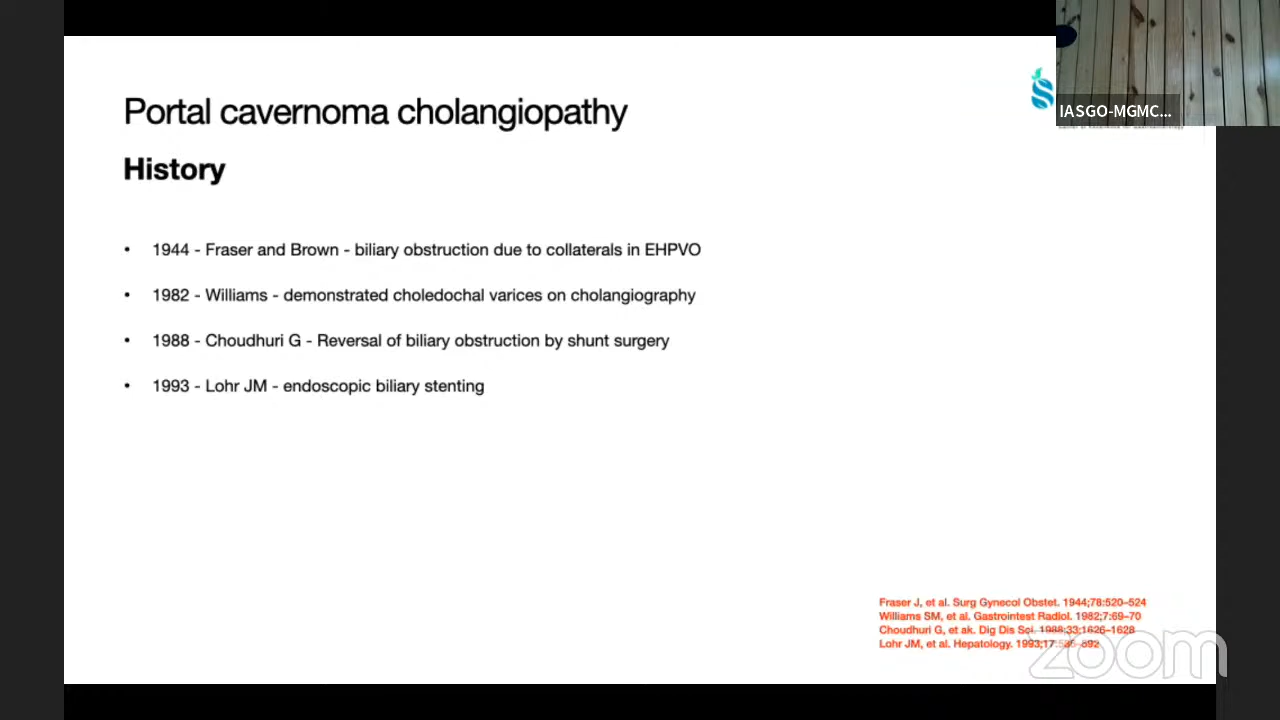 Portal cavernoma cholangiopathy
History
• 1944 - Fraser and Brown - biliary obstruction due to collaterals in EHPVO
• 1982 - Williams - demonstrated choledochal varices on cholangiography
• 1988 - Choudhuri G - Reversal of biliary obstruction by shunt surgery
• 1993 - Lohr JM - endoscopic biliary stenting
IASGO-MGMC...
Fraser J, et al. Surg Gynecol Obstet. 1944;78:520–524
Williams SM, et al. Gastrointest Radiol. 1982;7:69–70
Choudhuri G, et ak. Dig Dis Sci. 1988;33:1626–1628
Lohr JM, et al. Hepatology. 1993;17:
zoom